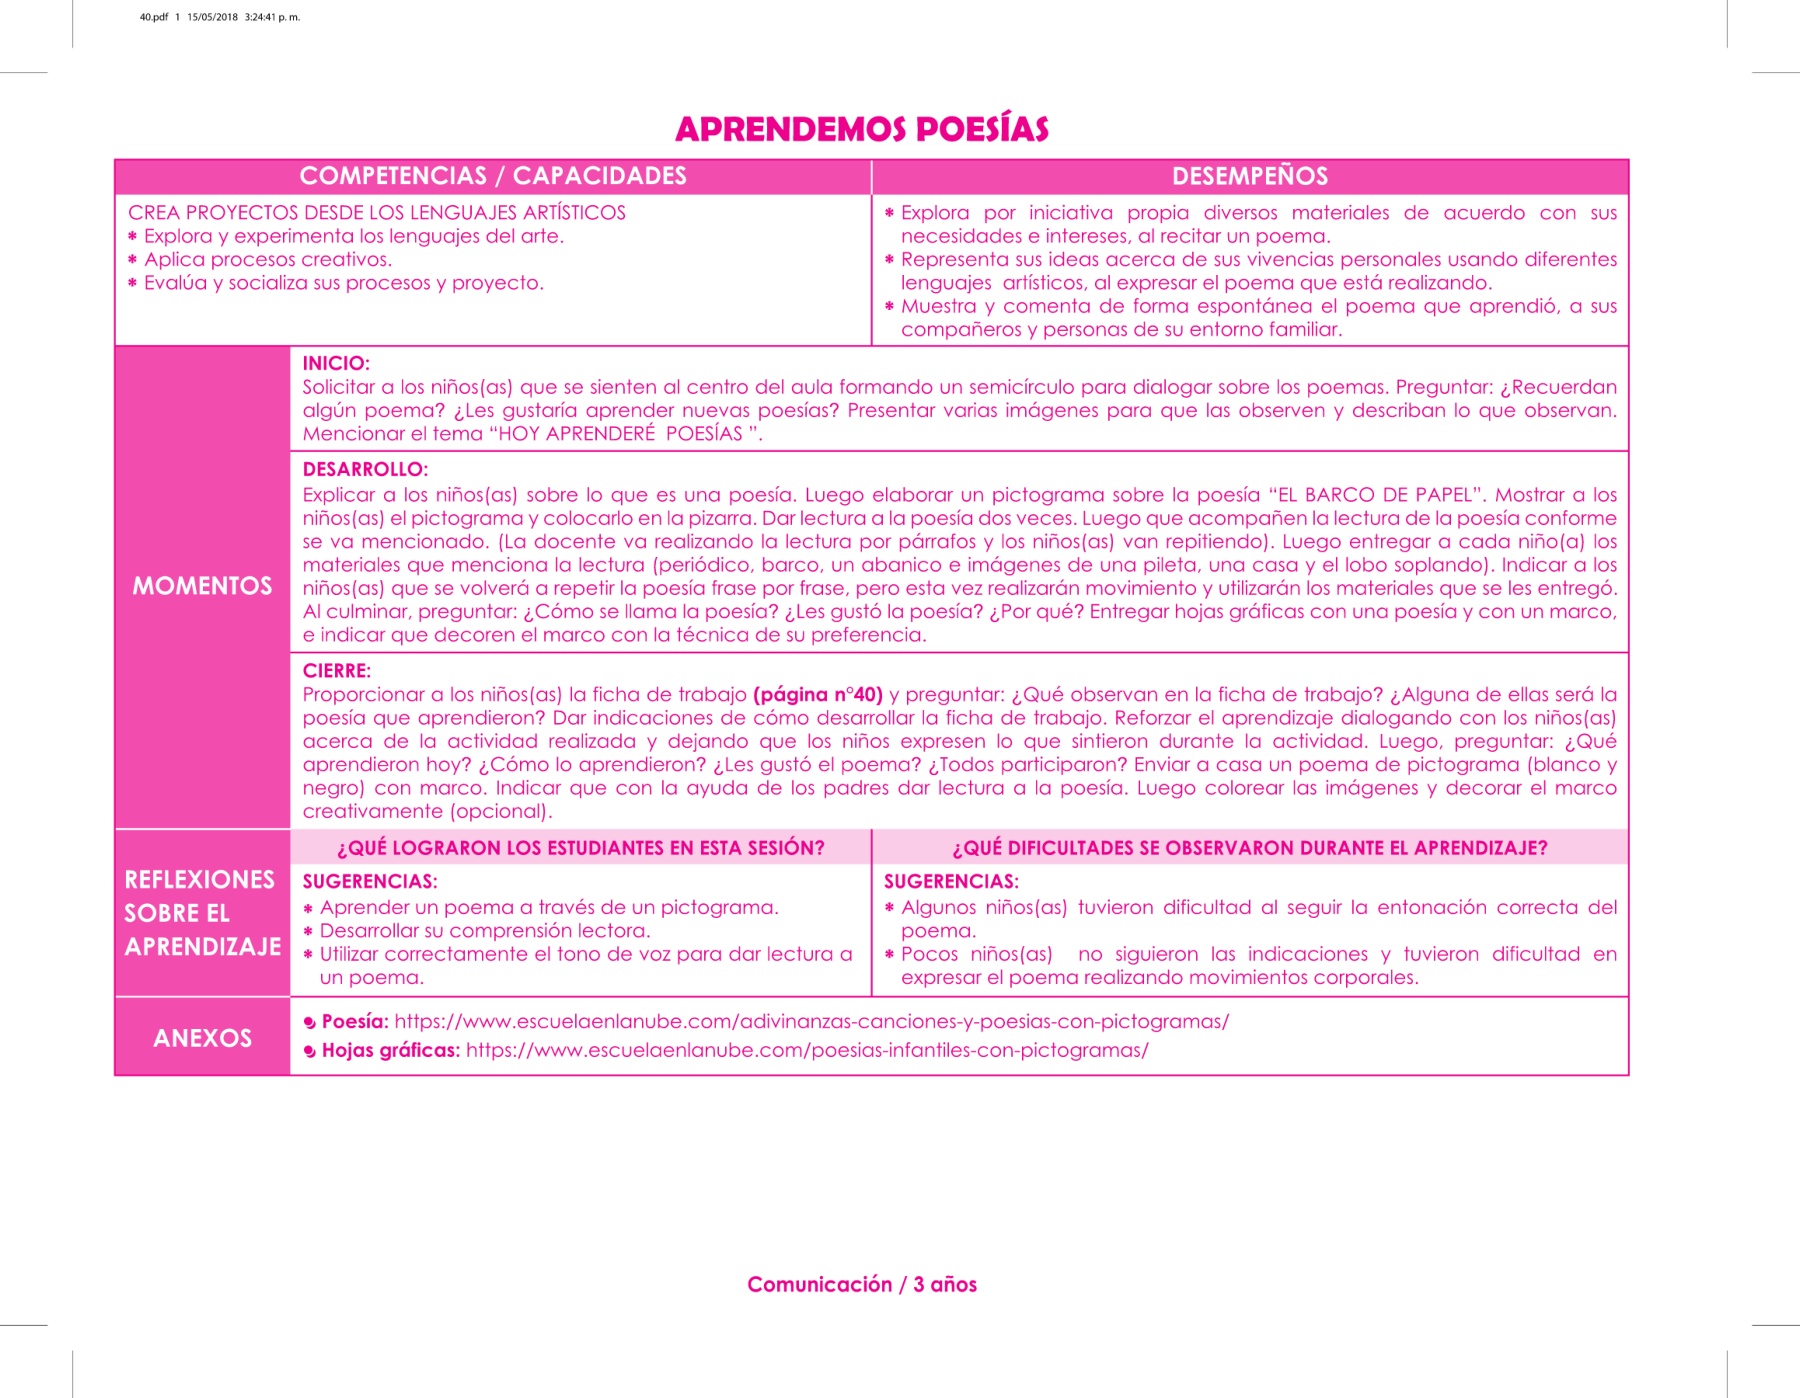 40.pdf 1 15/05/2018 3:24:41 p. m.
APRENDEMOS POESÍAS
COMPETENCIAS / CAPACIDADES
DESEMPEÑOS
CREA PROYECTOS DESDE LOS LENGUAJES ARTÍSTICOS
* Explora y experimenta los lenguajes del arte.
* Aplica procesos creativos.
* Evalúa y socializa sus procesos y proyecto.
* Explora por iniciativa propia diversos materiales de acuerdo con sus
necesidades e intereses, al recitar un poema.
* Representa sus ideas acerca de sus vivencias personales usando diferentes
lenguajes artísticos, al expresar el poema que está realizando.
* Muestra y comenta de forma espontánea el poema que aprendió, a sus
compañeros y personas de su entorno familiar.
MOMENTOS
INICIO:
Solicitar a los niños(as) que se sienten al centro del aula formando un semicírculo para dialogar sobre los poemas. Preguntar: ¿Recuerdan
algún poema? ¿Les gustaría aprender nuevas poesías? Presentar varias imágenes para que las observen y describan lo que observan.
Mencionar el tema “HOY APRENDERÉ POESÍAS ”.
DESARROLLO:
Explicar a los niños(as) sobre lo que es una poesía. Luego elaborar un pictograma sobre la poesía “EL BARCO DE PAPEL”. Mostrar a los
niños(as) el pictograma y colocarlo en la pizarra. Dar lectura a la poesía dos veces. Luego que acompañen la lectura de la poesía conforme
se va mencionado. (La docente va realizando la lectura por párrafos y los niños(as) van repitiendo). Luego entregar a cada niño(a) los
materiales que menciona la lectura (periódico, barco, un abanico e imágenes de una pileta, una casa y el lobo soplando). Indicar a los
niños(as) que se volverá a repetir la poesía frase por frase, pero esta vez realizarán movimiento y utilizarán los materiales que se les entregó.
Al culminar, preguntar: ¿Cómo se llama la poesía? ¿Les gustó la poesía? ¿Por qué? Entregar hojas gráficas con una poesía y con un marco,
e indicar que decoren el marco con la técnica de su preferencia.
CIERRE:
Proporcionar a los niños(as) la ficha de trabajo (página n°40) y preguntar: ¿Qué observan en la ficha de trabajo? ¿Alguna de ellas será la
poesía que aprendieron? Dar indicaciones de cómo desarrollar la ficha de trabajo. Reforzar el aprendizaje dialogando con los niños(as)
acerca de la actividad realizada y dejando que los niños expresen lo que sintieron durante la actividad. Luego, preguntar: ¿Qué
aprendieron hoy? ¿Cómo lo aprendieron? ¿Les gustó el poema? ¿Todos participaron? Enviar a casa un poema de pictograma (blanco y
negro) con marco. Indicar que con la ayuda de los padres dar lectura a la poesía. Luego colorear las imágenes y decorar el marco
creativamente (opcional).
REFLEXIONES
SOBRE EL
APRENDIZAJE
¿QUÉ LOGRARON LOS ESTUDIANTES EN ESTA SESIÓN?
SUGERENCIAS:
* Aprender un poema a través de un pictograma.
* Desarrollar su comprensión lectora.
* Utilizar correctamente el tono de voz para dar lectura a
un poema.
¿QUÉ DIFICULTADES SE OBSERVARON DURANTE EL APRENDIZAJE?
SUGERENCIAS:
* Algunos niños(as) tuvieron dificultad al seguir la entonación correcta del
poema.
* Pocos niños(as) no siguieron las indicaciones y tuvieron dificultad en
expresar el poema realizando movimientos corporales.
ANEXOS
Poesía: https://www.escuelaenlanube.com/adivinanzas-canciones-y-poesias-con-pictogramas/
Hojas gráficas: https://www.escuelaenlanube.com/poesias-infantiles-con-pictogramas/
Comunicación / 3 años